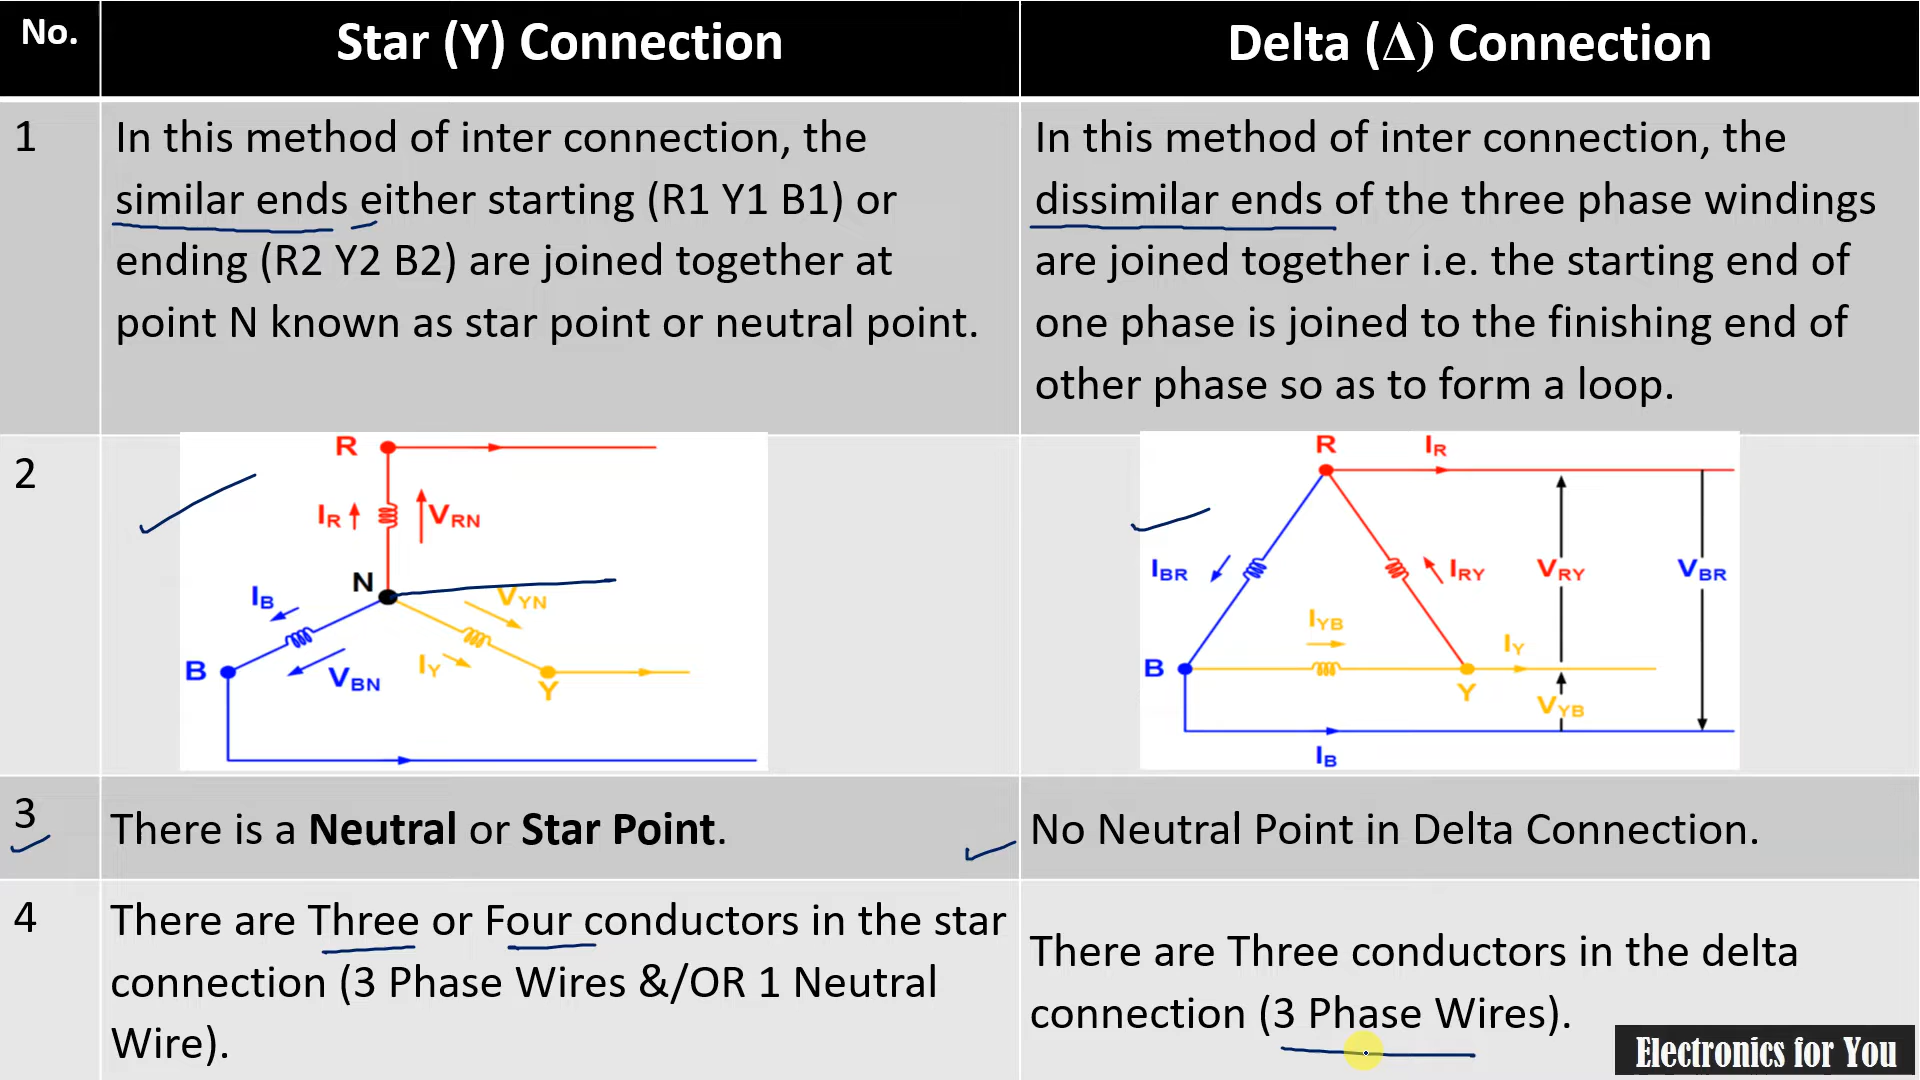 No.
Star (Y) Connection
Delta (Δ) Connection
1
In this method of inter connection, the
similar ends either starting (R1 Y1 B1) or
ending (R2 Y2 B2) are joined together at
point N known as star point or neutral point.
In this method of inter connection, the
dissimilar ends of the three phase windings
are joined together i.e. the starting end of
one phase is joined to the finishing end of
other phase so as to form a loop.
2
R
IR
VRN
N
IB
VYN
B
VBN
IY
Y
R
IR
IBR
IRY
VRY
VBR
IYB
IY
B
Y
VYB
IB
3
There is a Neutral or Star Point.
No Neutral Point in Delta Connection.
4
There are Three or Four conductors in the star
connection (3 Phase Wires &/OR 1 Neutral
Wire).
There are Three conductors in the delta
connection (3 Phase Wires).
Electronics for You